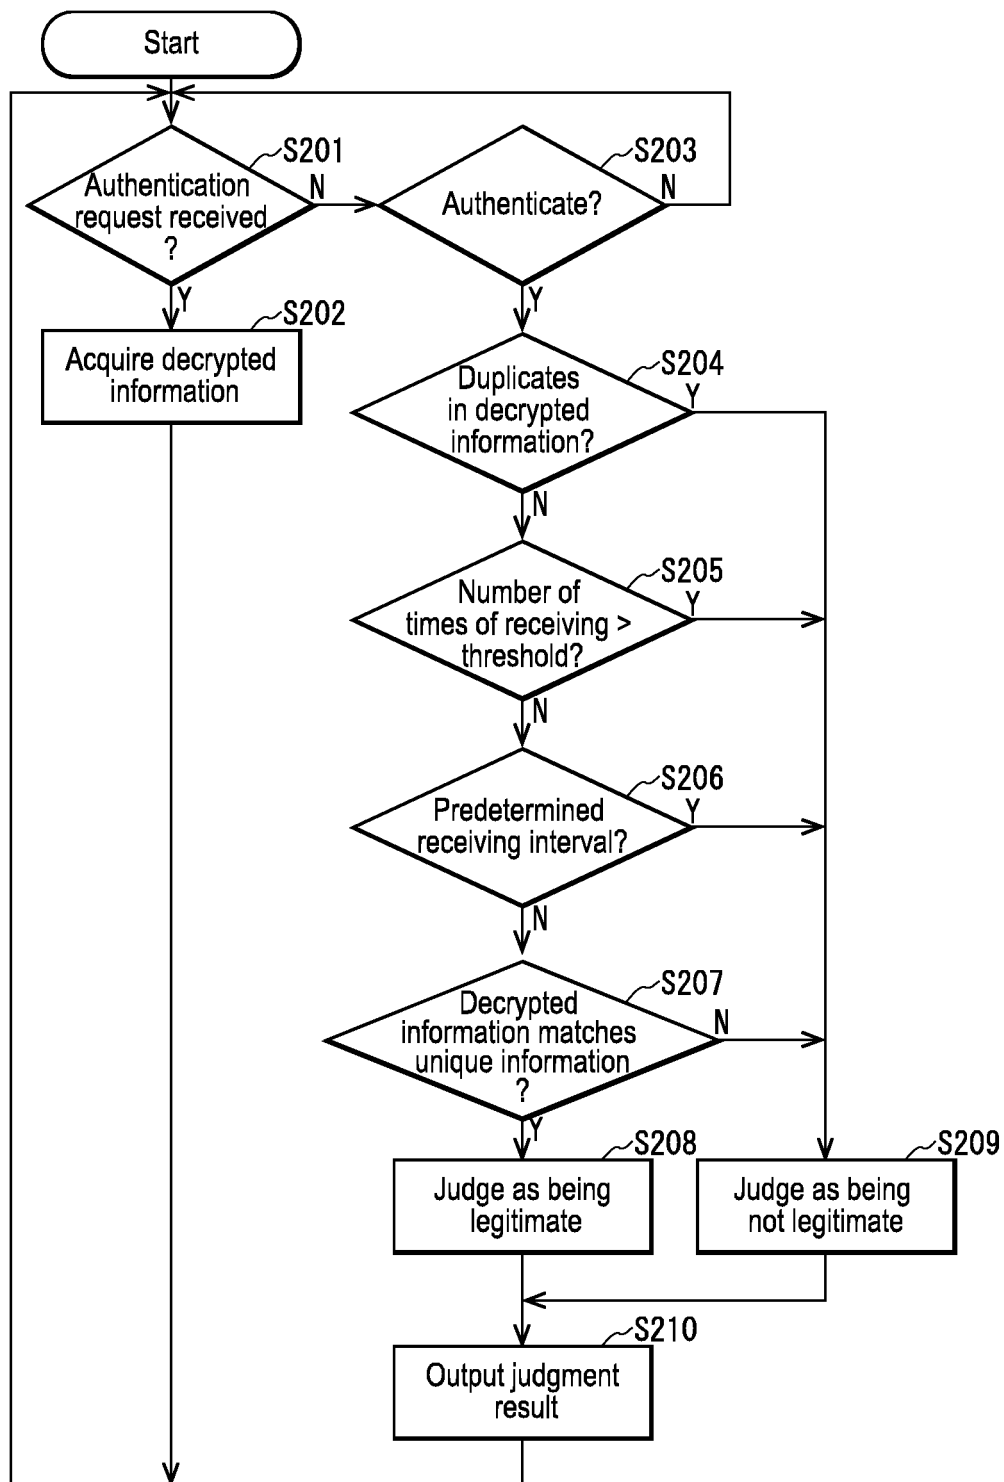 Start
S201
Authentication
request received
?
N
Y
S203
Authenticate?
N
Y
S202
Acquire decrypted
information
S204
Duplicates
in decrypted
information?
Y
N
S205
Number of
times of receiving >
threshold?
Y
N
S206
Predetermined
receiving interval?
Y
N
S207
Decrypted
information matches
unique information
?
N
Y
S208
Judge as being
legitimate
S209
Judge as being
not legitimate
S210
Output judgment
result